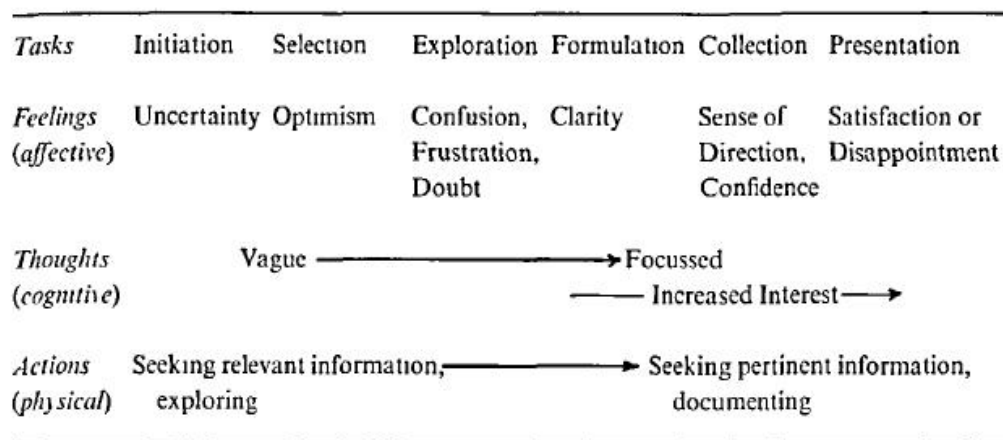 Tasks Initiation Selection Exploration Formulation Collection Presentation
Feelings Uncertainty Optimism Confusion, Clarity Sense of Satisfaction or
(affective) Frustration, Direction, Disappointment
Doubt Confidence
Thoughts Vague Focussed
(cognitive) Increased Interest
Actions Seeking relevant information, Seeking pertinent information,
(physical) exploring documenting